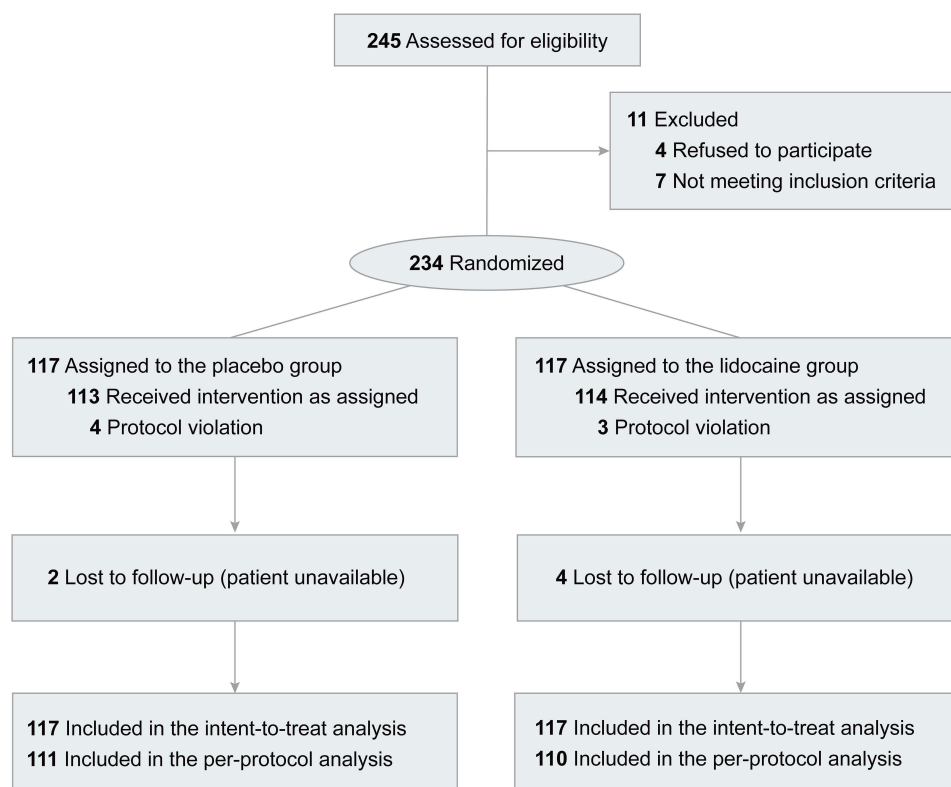 245 Assessed for eligibility
11 Excluded
4 Refused to participate
7 Not meeting inclusion criteria
234 Randomized
117 Assigned to the placebo group
113 Received intervention as assigned
4 Protocol violation
117 Assigned to the lidocaine group
114 Received intervention as assigned
3 Protocol violation
2 Lost to follow-up (patient unavailable)
4 Lost to follow-up (patient unavailable)
117 Included in the intent-to-treat analysis
111 Included in the per-protocol analysis
117 Included in the intent-to-treat analysis
110 Included in the per-protocol analysis